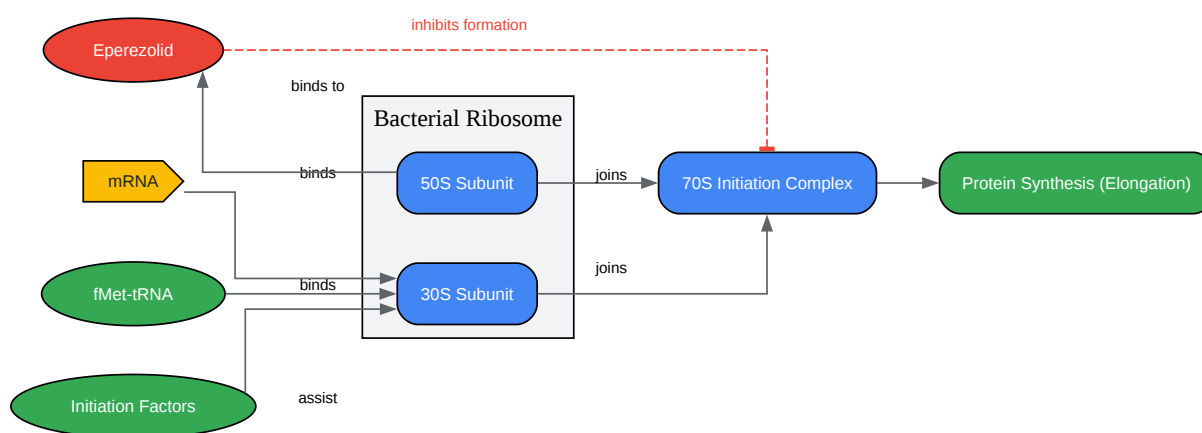 inhibits formation
Eperezolid
binds to
Bacterial Ribosome
mRNA
binds
50S Subunit
joins
70S Initiation Complex
Protein Synthesis (Elongation)
joins
fMet-tRNA
binds
30S Subunit
Initiation Factors
assist